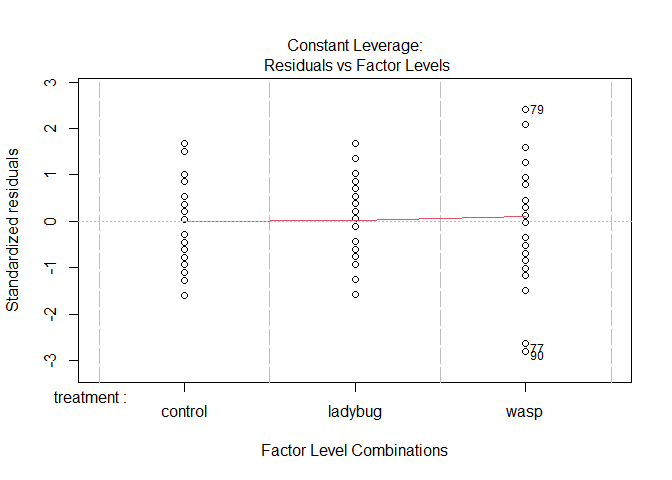 Constant Leverage:
Residuals vs Factor Levels
Standardized residuals
3
2
1
0
-1
-2
-3
79
77
90
treatment :
control
ladybug
wasp
Factor Level Combinations